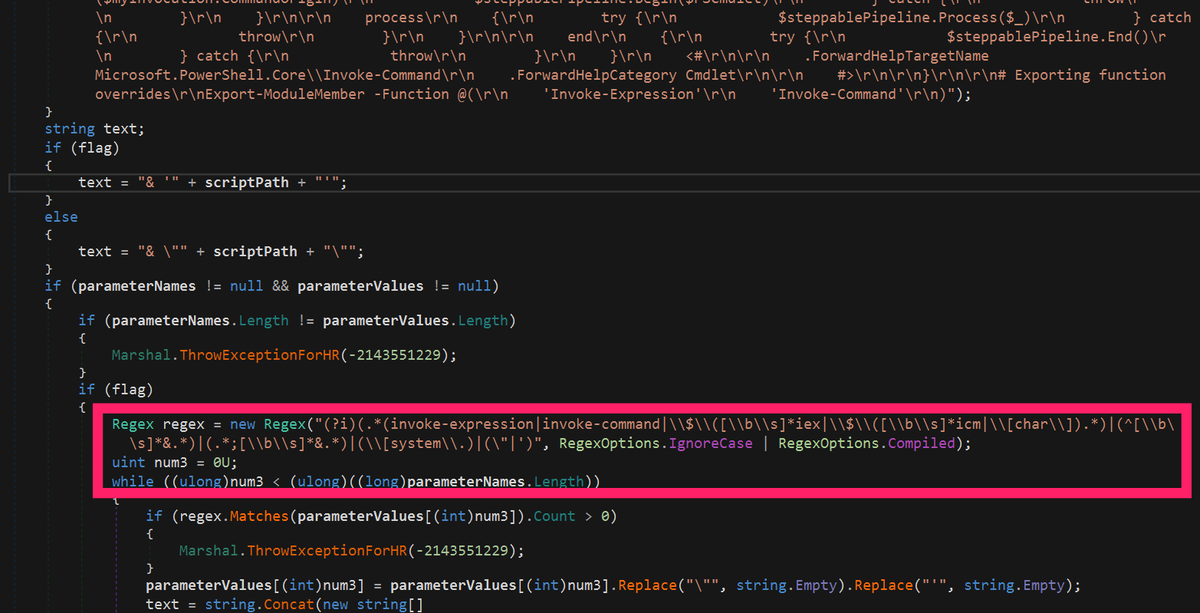 \n        }\r\n    }\r\n\r\n    process\r\n    {\r\n        try {\r\n            $steppablePipeline.Process($_)\r\n        } catch
{\r\n            throw\r\n        }\r\n    }\r\n\r\n    end\r\n    {\r\n        try {\r\n            $steppablePipeline.End()\r
\n        } catch {\r\n            throw\r\n        }\r\n    }\r\n    <#\r\n\r\n    .ForwardHelpTargetName
Microsoft.PowerShell.Core\\Invoke-Command\r\n    .ForwardHelpCategory Cmdlet\r\n\r\n    #>\r\n\r\n}\r\n\r\n# Exporting function
overrides\r\nExport-ModuleMember -Function @(\r\n    'Invoke-Expression'\r\n    'Invoke-Command'\r\n)");
}
string text;
if (flag)
{
text = "& '" + scriptPath + "'";
}
else
{
text = "& \"" + scriptPath + "\"";
}
if (parameterNames != null && parameterValues != null)
{
if (parameterNames.Length != parameterValues.Length)
{
Marshal.ThrowExceptionForHR(-2143551229);
}
if (flag)
{
Regex regex = new Regex("(?i)(.*(invoke-expression|invoke-command|\\$\\([\\b\\s]*iex|\\$\\([\\b\\s]*icm|\\[char\\]).*)|(^[\\b\
\s]*&.*)|(.*;[\\b\\s]*&.*)|(\\[system\\.)|(\"|')", RegexOptions.IgnoreCase | RegexOptions.Compiled);
uint num3 = 0U;
while ((ulong)num3 < (ulong)((long)parameterNames.Length))
{
if (regex.Matches(parameterValues[(int)num3]).Count > 0)
{
Marshal.ThrowExceptionForHR(-2143551229);
}
parameterValues[(int)num3] = parameterValues[(int)num3].Replace("\"", string.Empty).Replace("'", string.Empty);
text = string.Concat(new string[]